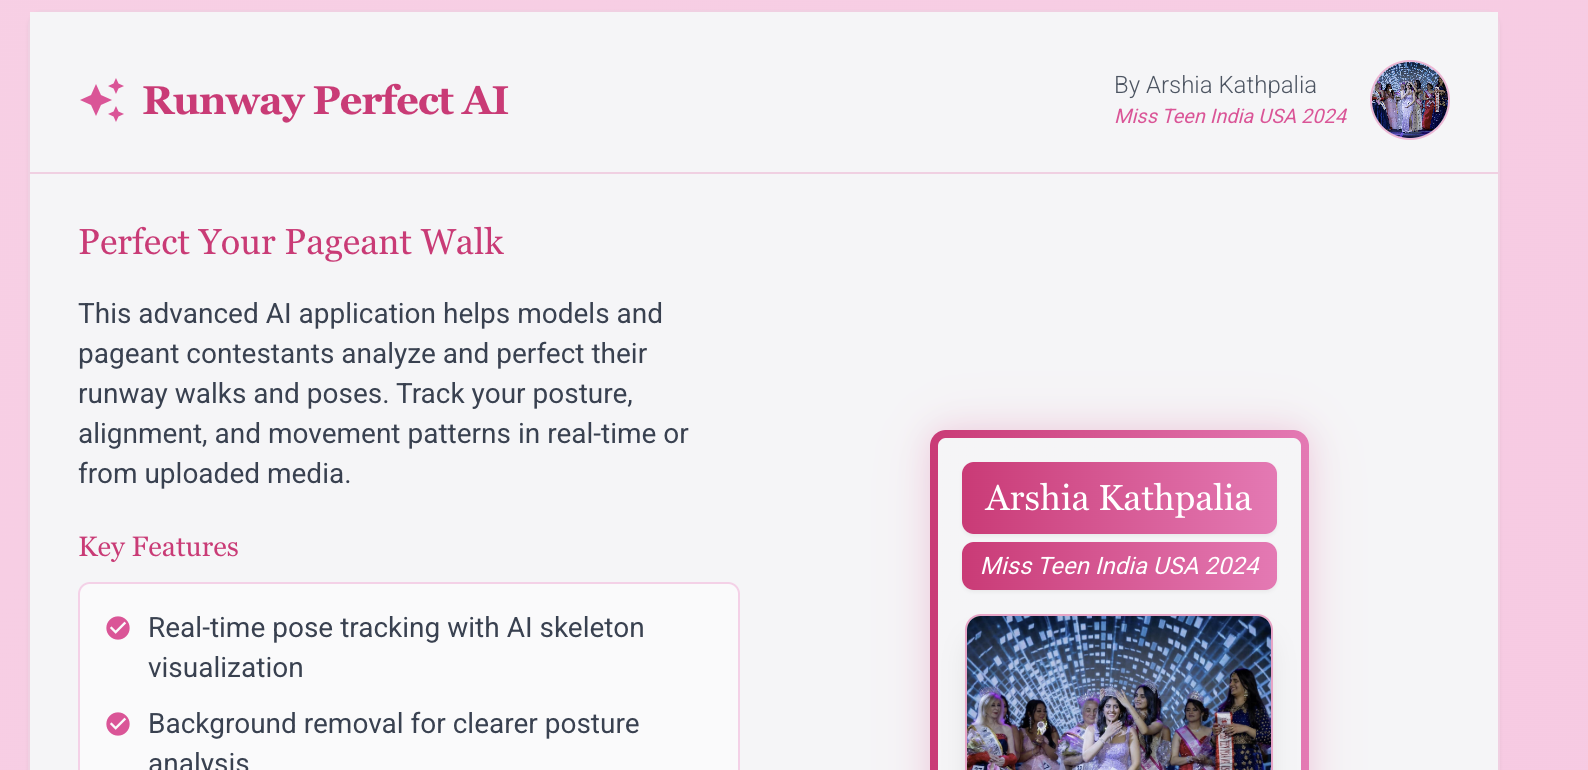 Runway Perfect AI
By Arshia Kathpalia
Miss Teen India USA 2024
Perfect Your Pageant Walk
This advanced AI application helps models and
pageant contestants analyze and perfect their
runway walks and poses. Track your posture,
alignment, and movement patterns in real-time or
from uploaded media.
Key Features
Real-time pose tracking with AI skeleton
visualization
Background removal for clearer posture
analysis
Arshia Kathpalia
Miss Teen India USA 2024